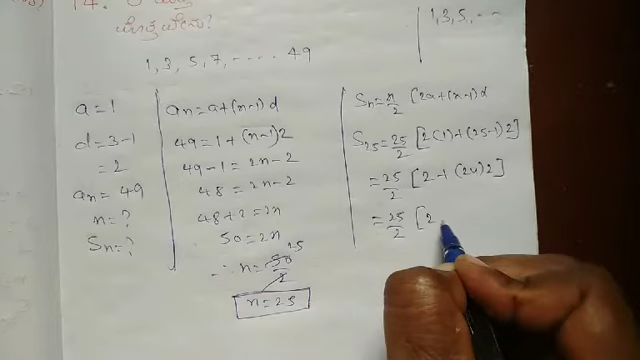 14.
ಮೊತ್ತವೇನು?
1, 3, 5, 7, ..... 49
1, 3, 5, ...
a = 1
d = 3-1
= 2
an = 49
n = ?
Sn = ?
an = a+(n-1) d
49 = 1 + (n-1) 2
49 - 1 = 2n - 2
48 = 2n - 2
48 + 2 = 2n
50 = 2n
∴ n = 50/2 25
n = 25
Sn = n/2 [2a + (n-1) d
S25 = 25/2 [2(1) + (25-1) 2]
= 25/2 [2 -1 (24) 2]
= 25/2 [2